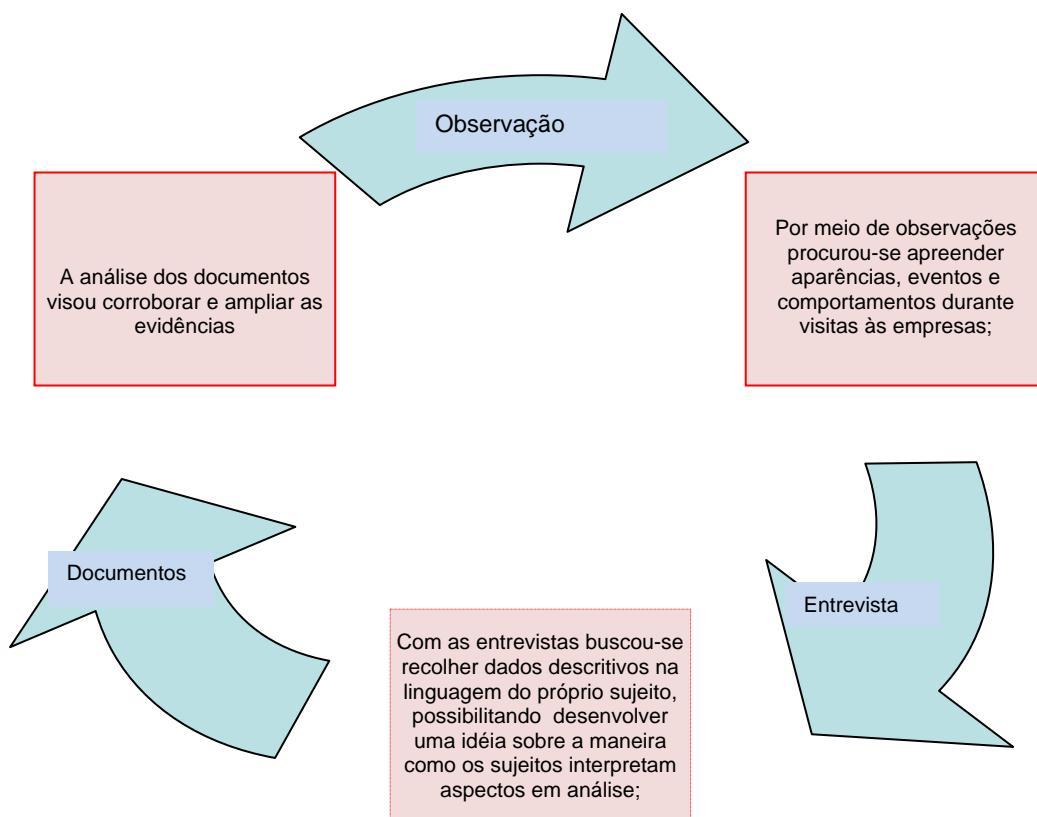 Observação
A análise dos documentos
visou corroborar e ampliar as
evidências
Por meio de observações
procurou-se apreender
aparências, eventos e
comportamentos durante
visitas às empresas;
Documentos
Entrevista
Com as entrevistas buscou-se
recolher dados descritivos na
linguagem do próprio sujeito,
possibilitando desenvolver
uma idéia sobre a maneira
como os sujeitos interpretam
aspectos em análise;